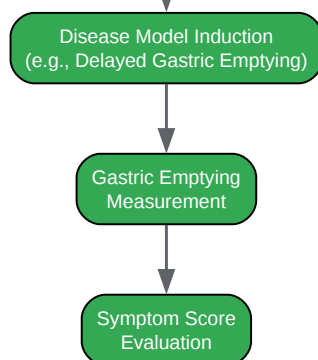 Disease Model Induction
(e.g., Delayed Gastric Emptying)
Gastric Emptying
Measurement
Symptom Score
Evaluation